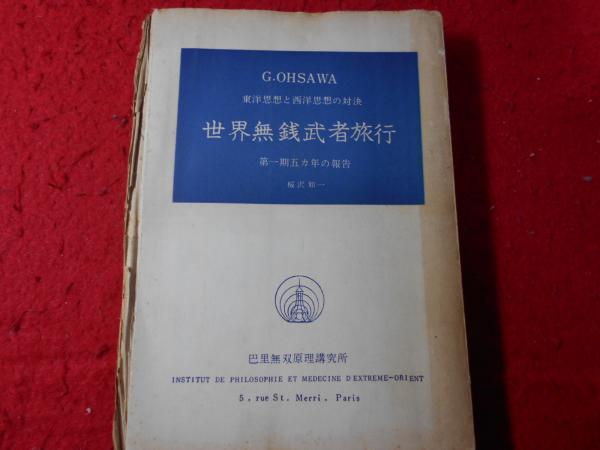 G.OHSAWA
東洋思想と西洋思想の対決
世界無銭武者旅行
第一期五カ年の報告
桜沢如一
巴里無双原理講究所
INSTITUT DE PHILOSOPHIE ET MEDECINE D'EXTREME-ORIENT
5, rue St. Merri. Paris